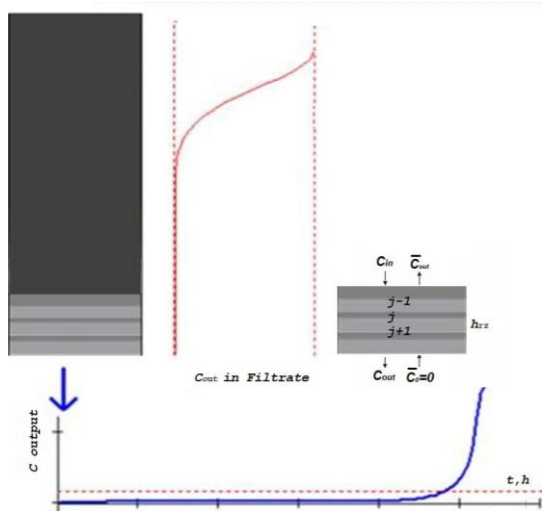 Cin C̅out
j-1
j
j+1
hrz
Cout in Filtrate
Cout C̅o=0
C output
t,h